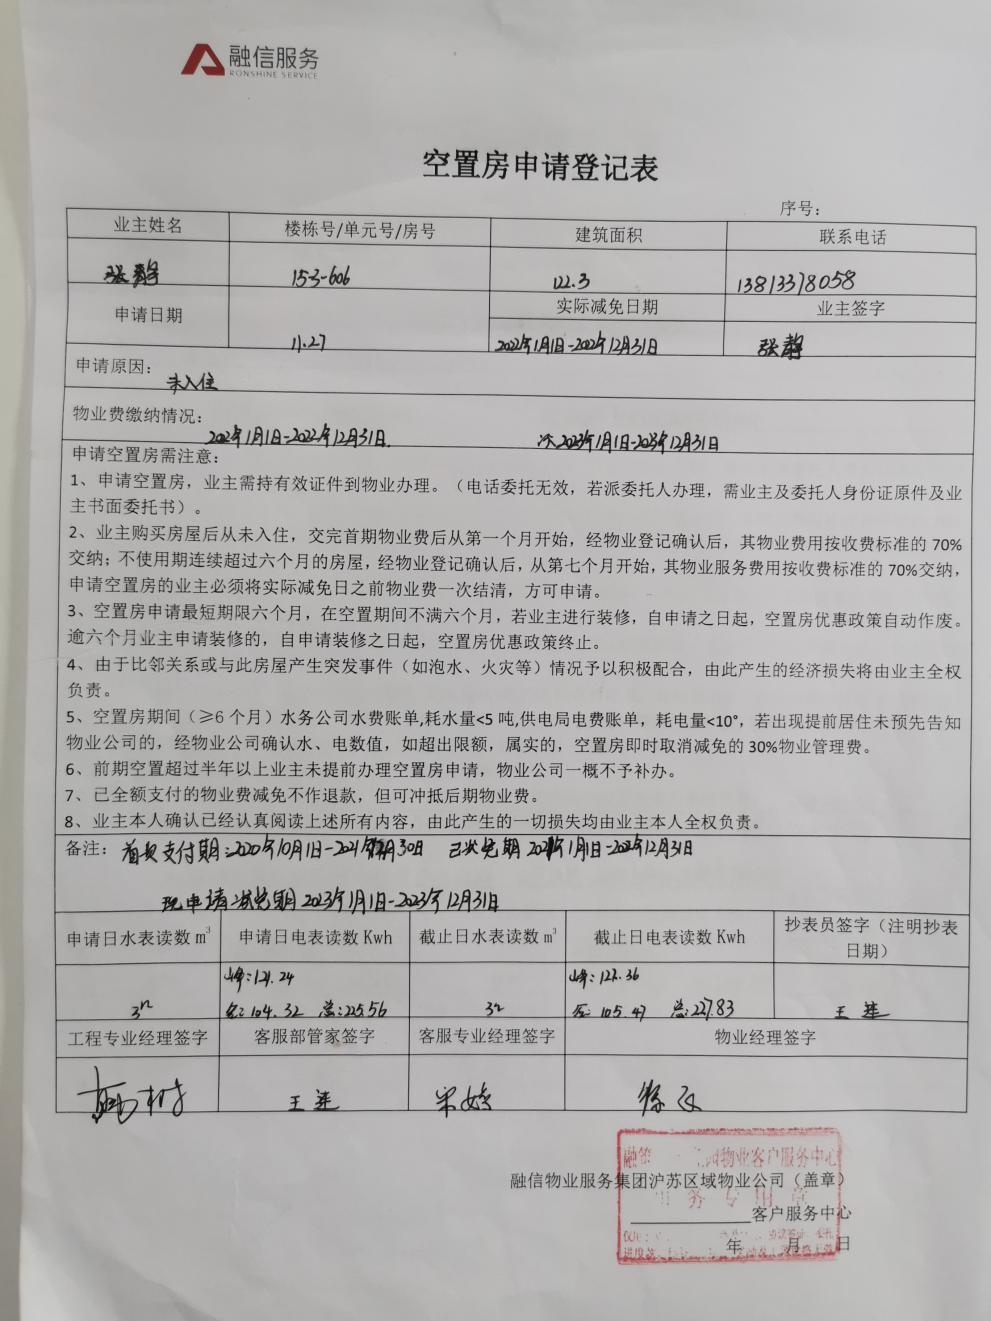 融信服务
RONSHINE SERVICE
空置房申请登记表
序号：
业主姓名 楼栋号/单元号/房号 建筑面积 联系电话
张静 15-3-606 122.3 13813378058
申请日期 实际减免日期 业主签字
11.27 2022年1月1日-2022年12月31日 张静
申请原因：
未入住
物业费缴纳情况：
2022年1月1日-2022年12月31日. 2023年1月1日-2023年12月31日
申请空置房需注意：
1、申请空置房，业主需持有效证件到物业办理。（电话委托无效，若派委托人办理，需业主及委托人身份证原件及业
主书面委托书）。
2、业主购买房屋后从未入住，交完首期物业费后从第一个月开始，经物业登记确认后，其物业费用按收费标准的 70%
交纳；不使用期连续超过六个月的房屋，经物业登记确认后，从第七个月开始，其物业服务费用按收费标准的 70%交纳，
申请空置房的业主必须将实际减免日之前物业费一次结清，方可申请。
3、空置房申请最短期限六个月，在空置期间不满六个月，若业主进行装修，自申请之日起，空置房优惠政策自动作废。
逾六个月业主申请装修的，自申请装修之日起，空置房优惠政策终止。
4、由于比邻关系或与此房屋产生突发事件（如泡水、火灾等）情况予以积极配合，由此产生的经济损失将由业主全权
负责。
5、空置房期间（≥6 个月）水务公司水费账单,耗水量<5 吨,供电局电费账单，耗电量<10°，若出现提前居住未预先告知
物业公司的，经物业公司确认水、电数值，如超出限额，属实的，空置房即时取消减免的 30%物业管理费。
6、前期空置超过半年以上业主未提前办理空置房申请，物业公司一概不予补办。
7、已全额支付的物业费减免不作退款，但可冲抵后期物业费。
8、业主本人确认已经认真阅读上述所有内容，由此产生的一切损失均由业主本人全权负责。
备注：首次支付期：2020年10月1日-2021年 月30日 已减免期 1月1日-2022年12月31日
现申请减免期 2023年1月1日-2023年12月31日
申请日水表读数 m³ 申请日电表读数 Kwh 截止日水表读数 m³ 截止日电表读数 Kwh 抄表员签字（注明抄表
日期）
峰：121.24 峰：122.36
谷：104.32 总：225.56 谷：105.47 总：227.83 王莲
工程专业经理签字 客服部管家签字 客服专业经理签字 物业经理签字
王莲
物业客户服务中心
融信物业服务集团沪苏区域物业公司（盖章）
务专用章
客户服务中心
年 月 日